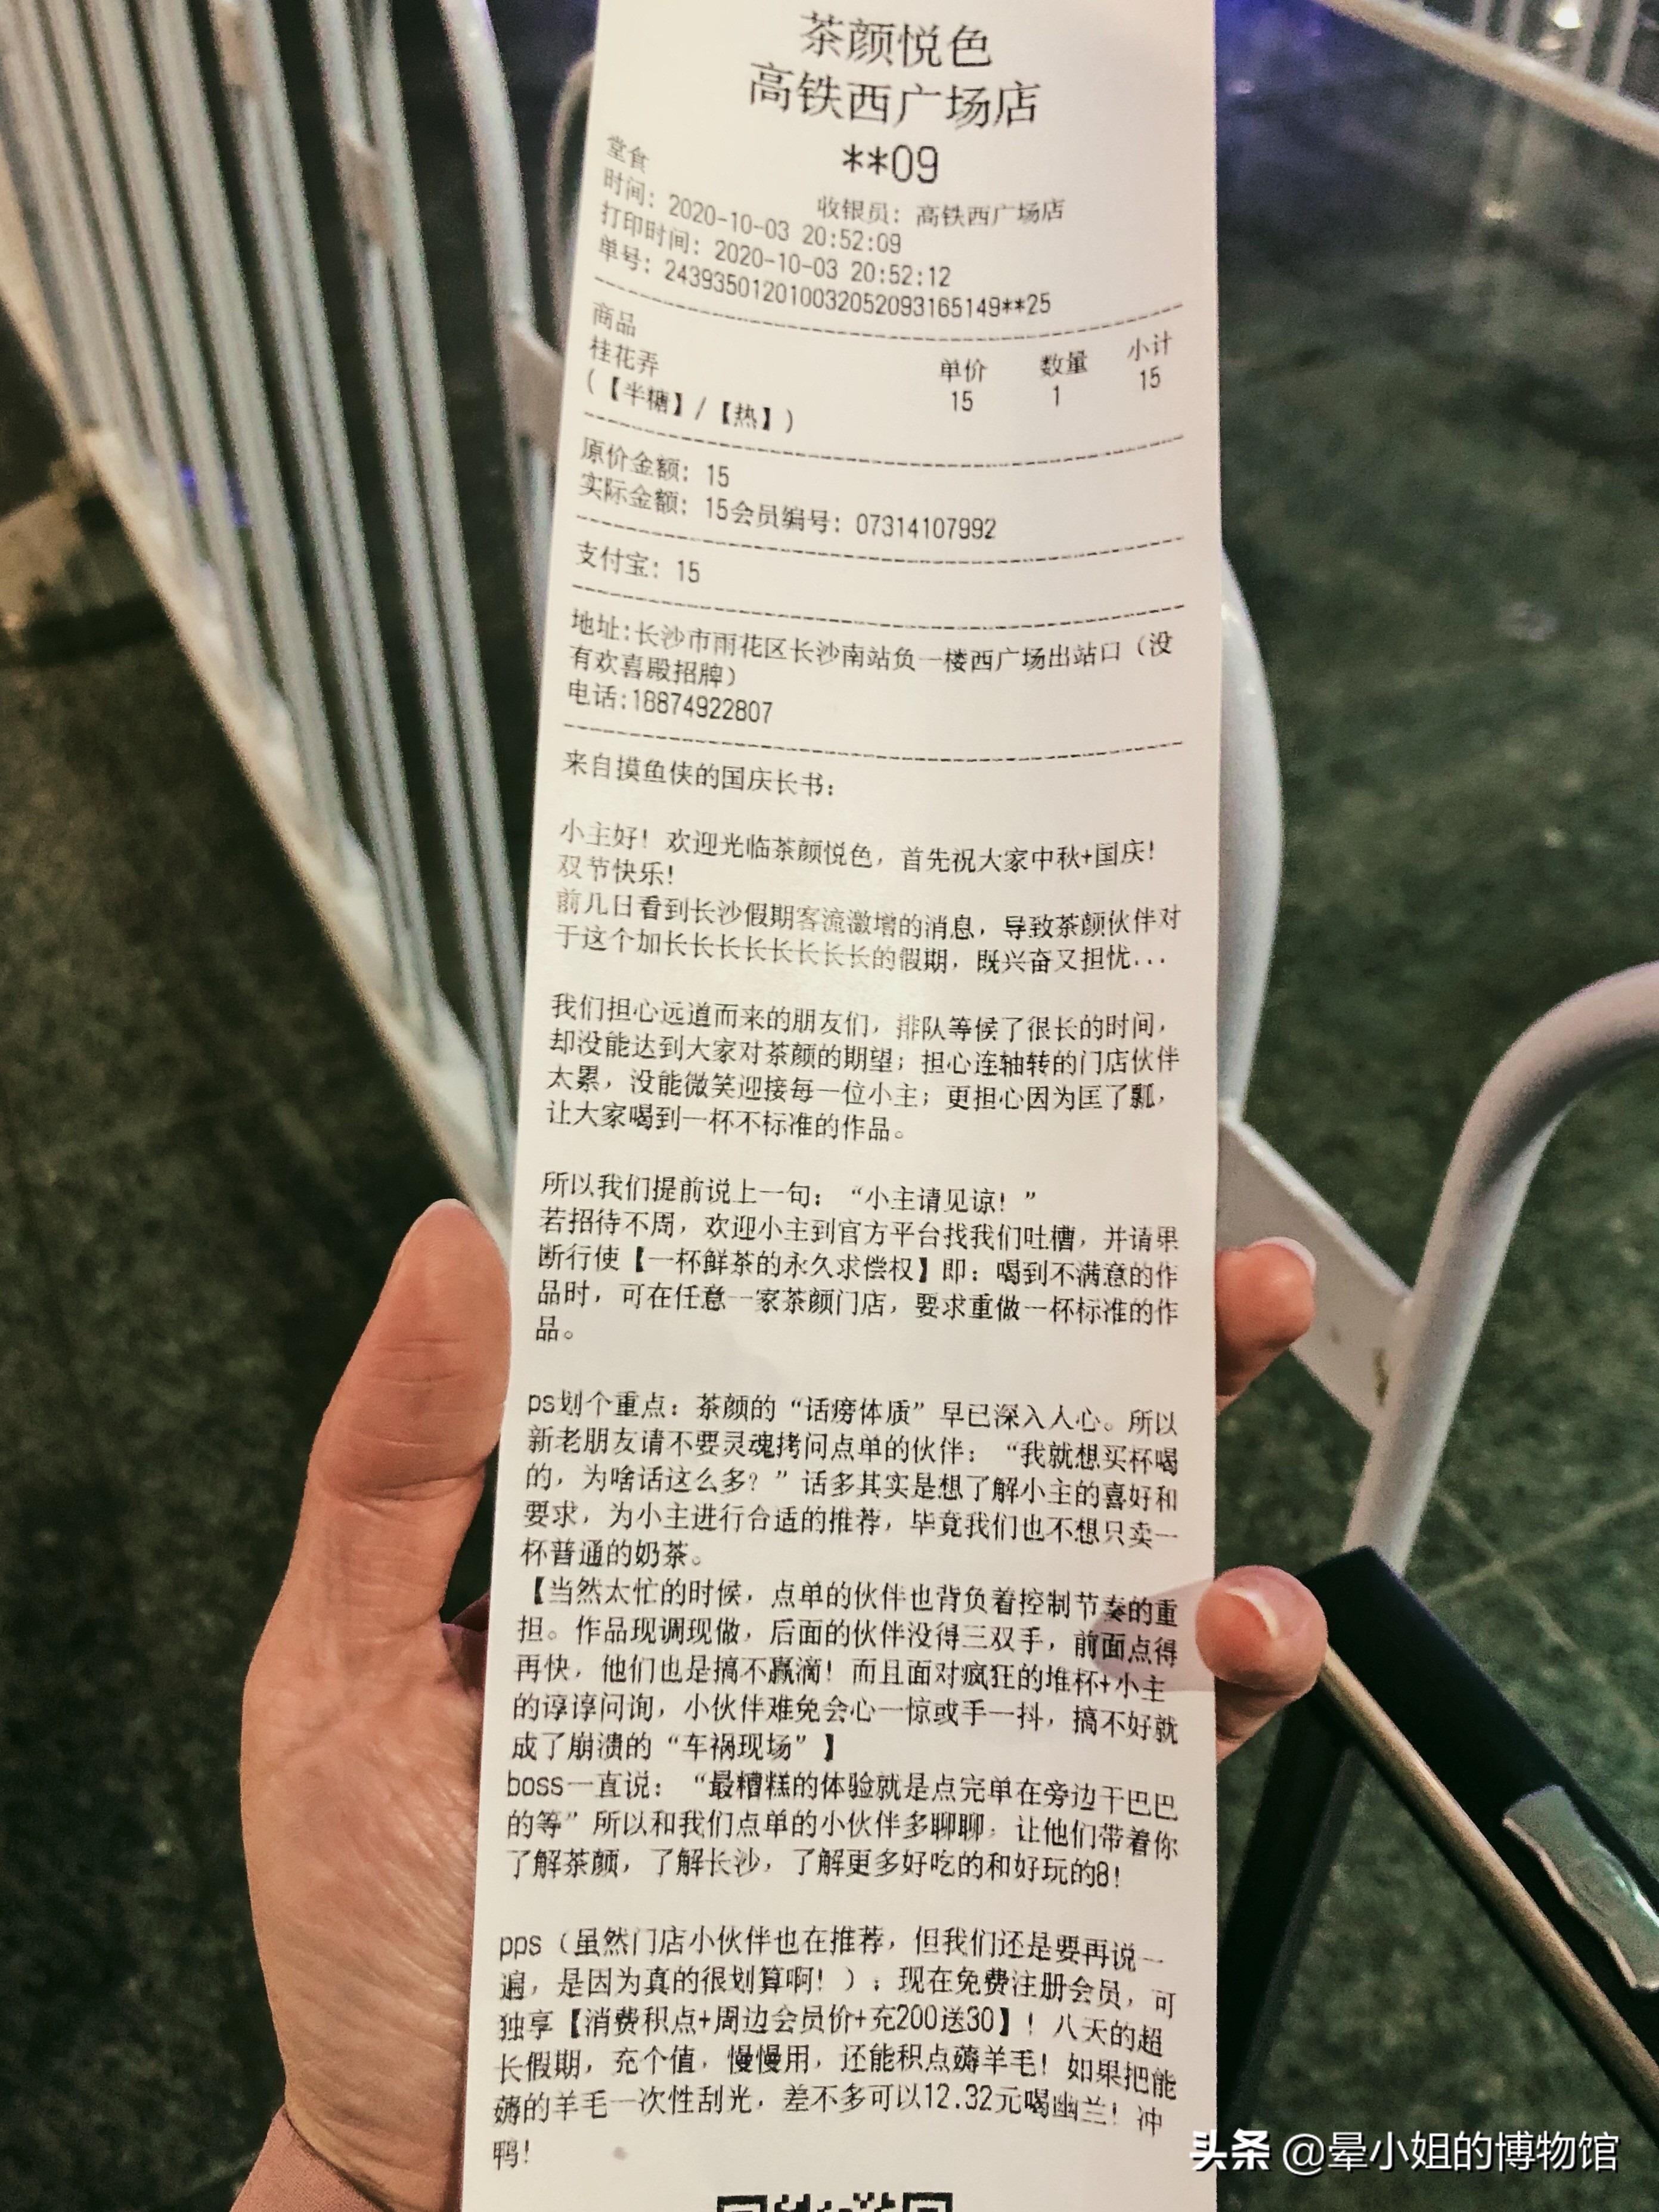 茶颜悦色
高铁西广场店
**09
堂食
收银员：高铁西广场店
时间：2020-10-03 20:52:09
打印时间：2020-10-03 20:52:12
单号：24393501201003205209316514​9**25
商品 单价 数量 小计
桂花弄 15 1 15
(【半糖】/【热】)
原价金额：15
实际金额：15会员编号：07314107992
支付宝：15
地址:长沙市雨花区长沙南站负一楼西广场出站口（没
有欢喜殿招牌）
电话:18874922807
来自摸鱼侠的国庆长书：
小主好！欢迎光临茶颜悦色，首先祝大家中秋+国庆！
双节快乐！
前几日看到长沙假期客流激增的消息，导致茶颜伙伴对
于这个加长长长长长长长长的假期，既兴奋又担忧...
我们担心远道而来的朋友们，排队等候了很长的时间，
却没能达到大家对茶颜的期望；担心连轴转的门店伙伴
太累，没能微笑迎接每一位小主；更担心因为匡了瓢，
让大家喝到一杯不标准的作品。
所以我们提前说上一句：“小主请见谅！”
若招待不周，欢迎小主到官方平台找我们吐槽，并请果
断行使【一杯鲜茶的永久求偿权】即：喝到不满意的作
品时，可在任意一家茶颜门店，要求重做一杯标准的作
品。
ps划个重点：茶颜的“话痨体质”早已深入人心。所以
新老朋友请不要灵魂拷问点单的伙伴：“我就想买杯喝
的，为啥话这么多？”话多其实是想了解小主的喜好和
要求，为小主进行合适的推荐，毕竟我们也不想只卖一
杯普通的奶茶。
【当然太忙的时候，点单的伙伴也背负着控制节奏的重
担。作品现调现做，后面的伙伴没得三双手，前面点得
再快，他们也是搞不赢滴！而且面对疯狂的堆杯+小主
的谆谆问询，小伙伴难免会心一惊或手一抖，搞不好就
成了崩溃的“车祸现场”】
boss一直说：“最糟糕的体验就是点完单在旁边干巴巴
的等”所以和我们点单的小伙伴多聊聊，让他们带着你
了解茶颜，了解长沙，了解更多好吃的和好玩的8！
pps（虽然门店小伙伴也在推荐，但我们还是要再说一
遍，是因为真的很划算啊！）；现在免费注册会员，可
独享【消费积点+周边会员价+充200送30】！八天的超
长假期，充个值，慢慢用，还能积点薅羊毛！如果把能
薅的羊毛一次性刮光，差不多可以12.32元喝幽兰！冲
鸭！
头条 @晕小姐的博物馆